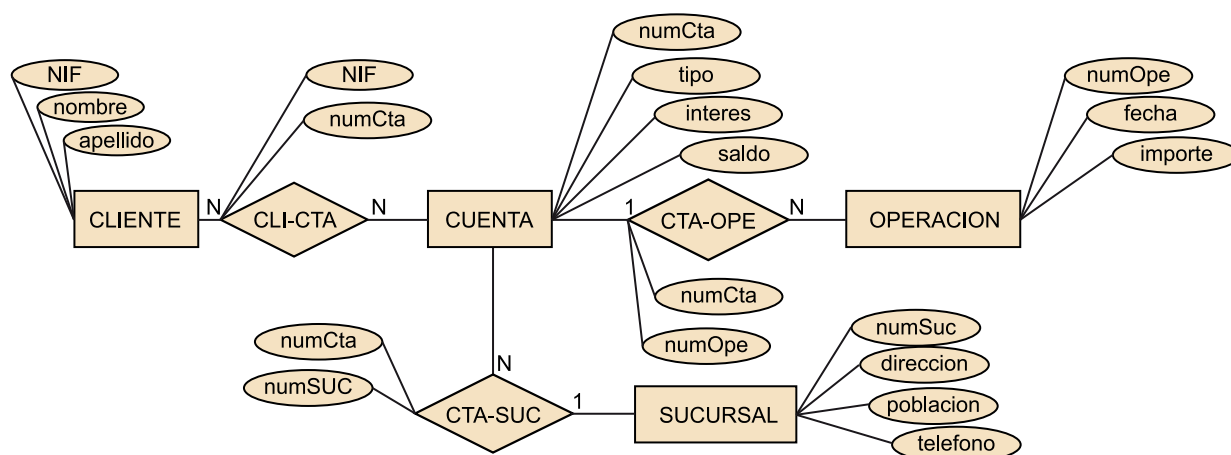 numCta
NIF
nombre
apellido
NIF
numCta
tipo
interes
saldo
numOpe
fecha
importe
CLIENTE
N
CLI-CTA
N
CUENTA
1
CTA-OPE
N
OPERACION
numCta
numOpe
numCta
numSUC
N
CTA-SUC
1
SUCURSAL
numSuc
direccion
poblacion
telefono